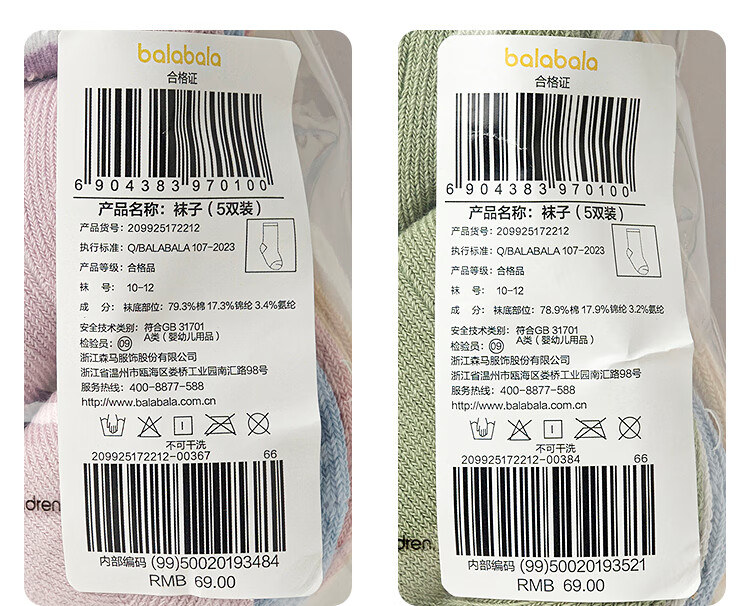 balabala
合格证
6 904383 970100
产品名称：袜子（5双装）
产品货号：209925172212
执行标准：Q/BALABALA 107-2023
产品等级：合格品
袜　号：10-12
成　分：袜底部位：79.3%棉 17.3%锦纶 3.4%氨纶
安全技术类别：符合GB 31701
A类（婴幼儿用品）
检验员：09
浙江森马服饰股份有限公司
浙江省温州市瓯海区娄桥工业园南汇路98号
服务热线：400-8877-588
http://www.balabala.com.cn
不可干洗
209925172212-00367 66
内部编码 (99)50020193484
RMB 69.00
dren
balabala
合格证
6 904383 970100
产品名称：袜子（5双装）
产品货号：209925172212
执行标准：Q/BALABALA 107-2023
产品等级：合格品
袜　号：10-12
成　分：袜底部位：78.9%棉 17.9%锦纶 3.2%氨纶
安全技术类别：符合GB 31701
A类（婴幼儿用品）
检验员：09
浙江森马服饰股份有限公司
浙江省温州市瓯海区娄桥工业园南汇路98号
服务热线：400-8877-588
http://www.balabala.com.cn
不可干洗
209925172212-00384 66
内部编码 (99)50020193521
RMB 69.00
dren